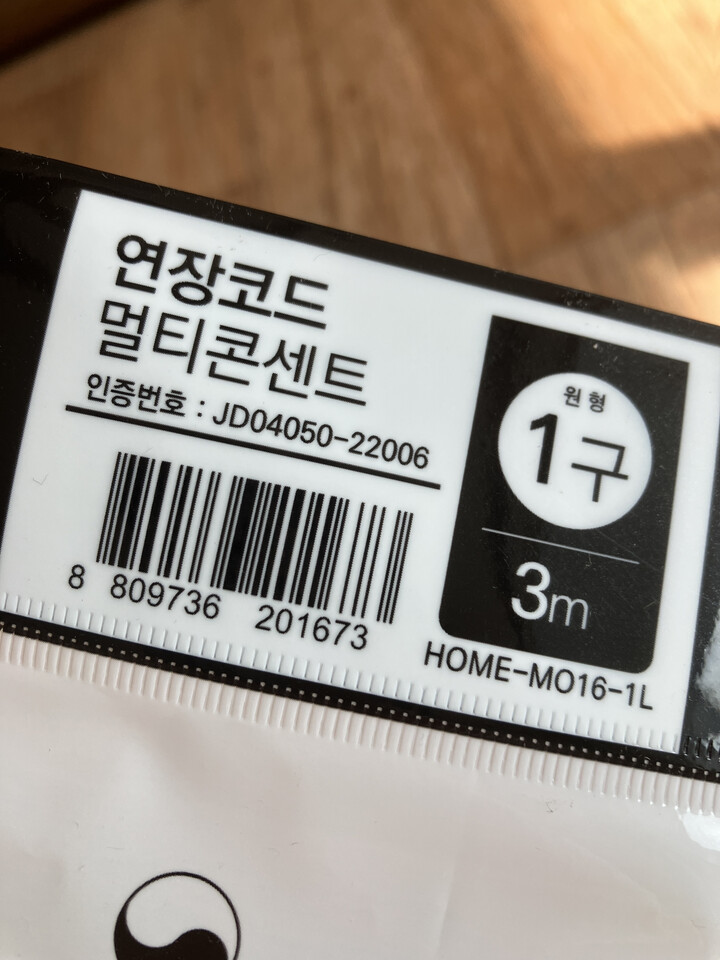 연장코드
멀티콘센트
인증번호 : JD04050-22006
8 809736 201673
원형
1구
3m
HOME-MO16-1L